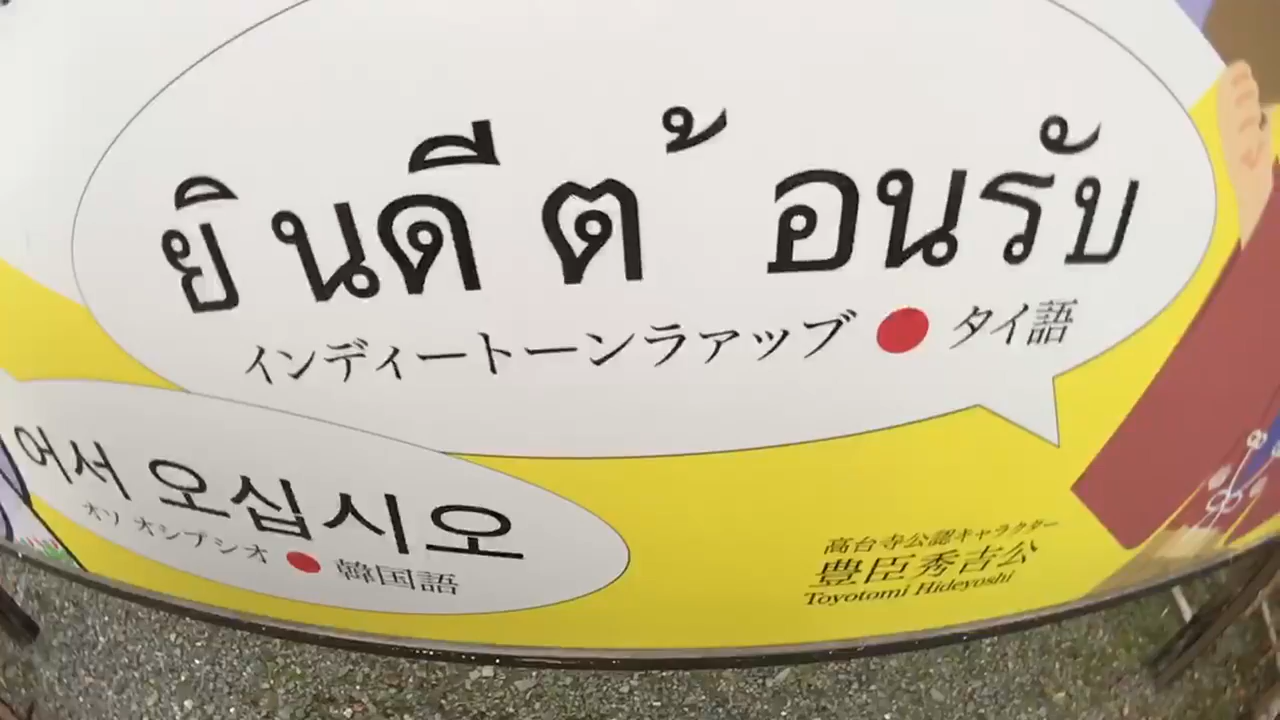 ยินดี ต ้ อนรับ
インディートーンラァップ ● タイ語
어서 오십시오
オソ オシプシオ ● 韓国語
高台寺公認キャラクター
豊臣秀吉公
Toyotomi Hideyoshi